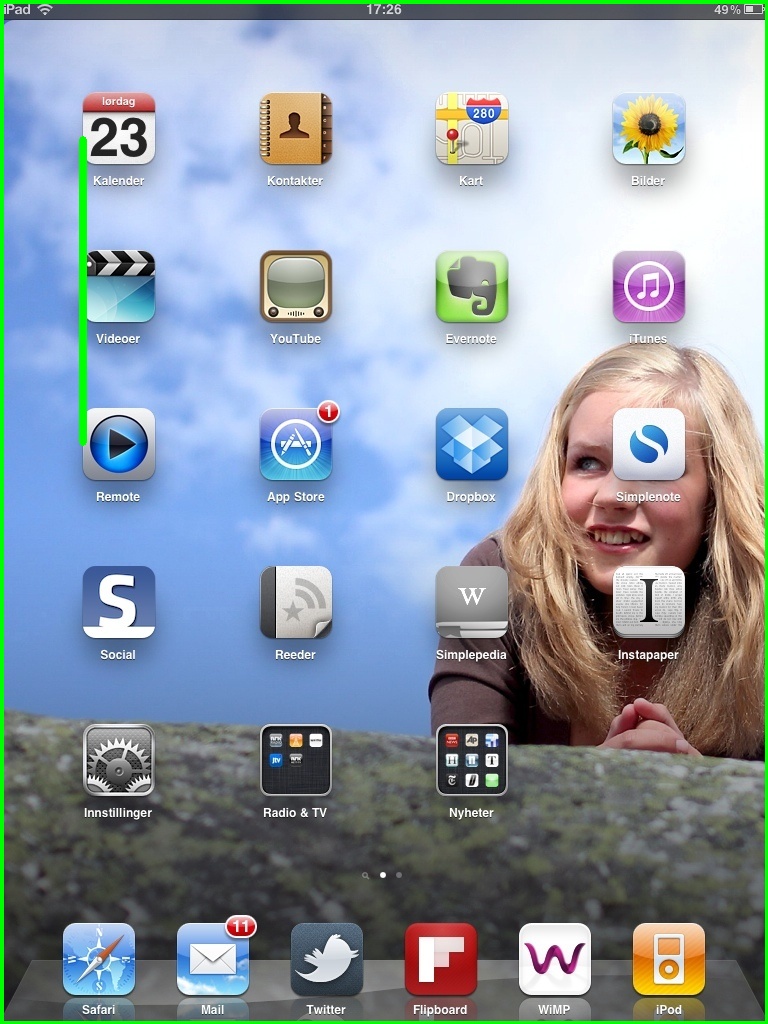 iPad 17:26 49%
lørdag
23
280
Kalender Kontakter Kart Bilder
Videoer YouTube Evernote iTunes
1
Remote App Store Dropbox Simplenote
S W I
Social Reeder Simplepedia Instapaper
Innstillinger Radio & TV Nyheter
11
N
Safari Mail Twitter Flipboard WiMP iPod